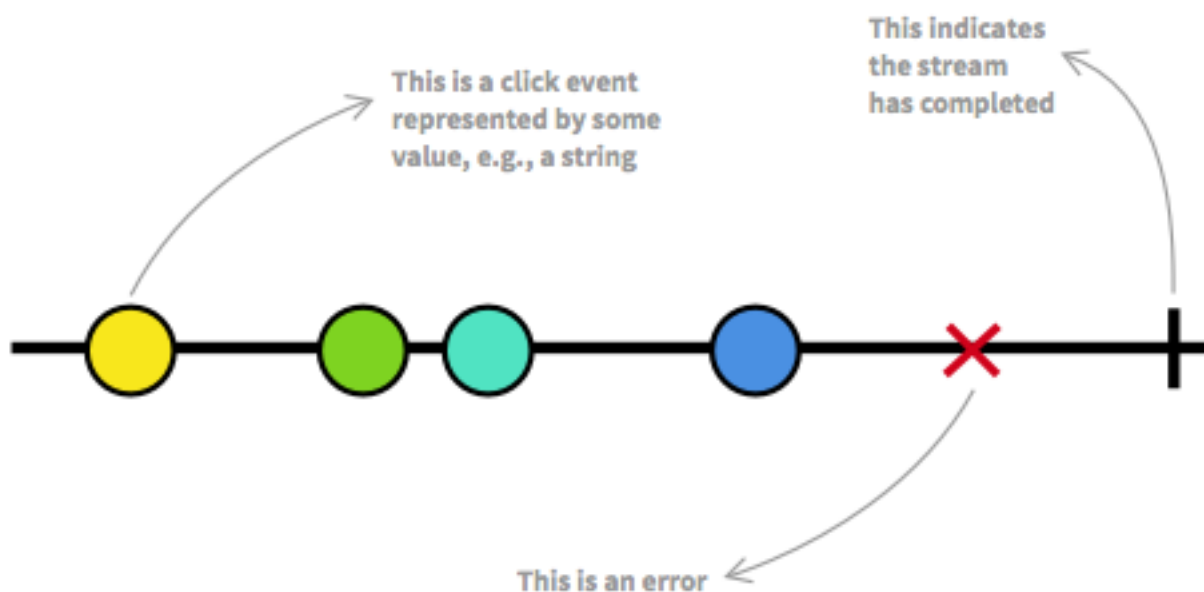 This indicates
the stream
has completed
This is a click event
represented by some
value, e.g., a string
This is an error